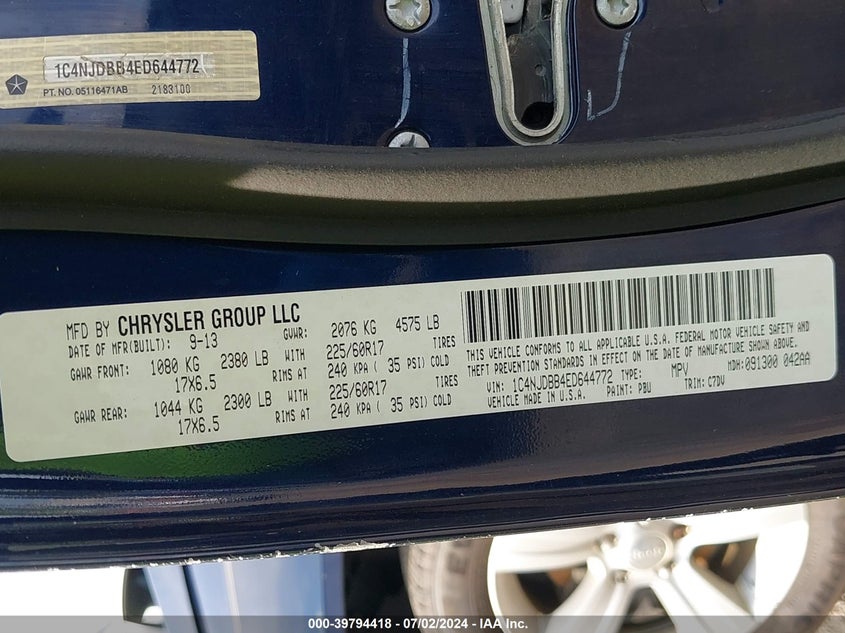 1C4NJDBB4ED644772
PT. NO. 05116471AB 2183100
MFD BY CHRYSLER GROUP LLC
DATE OF MFR(BUILT): 9-13 GVWR: 2076 KG 4575 LB
GAWR FRONT: 1080 KG 2380 LB WITH 225/60R17 TIRES
17X6.5 RIMS AT 240 KPA ( 35 PSI) COLD
GAWR REAR: 1044 KG 2300 LB WITH 225/60R17 TIRES
17X6.5 RIMS AT 240 KPA ( 35 PSI) COLD
THIS VEHICLE CONFORMS TO ALL APPLICABLE U.S.A. FEDERAL MOTOR VEHICLE SAFETY AND
THEFT PREVENTION STANDARDS IN EFFECT ON THE DATE OF MANUFACTURE SHOWN ABOVE.
VIN: 1C4NJDBB4ED644772 TYPE: MPV MDH: 091300 042AA
VEHICLE MADE IN U.S.A. PAINT: PBU TRIM: C7DV
Jeep
1-39794418 - 07/02/2024 - IAA Inc.